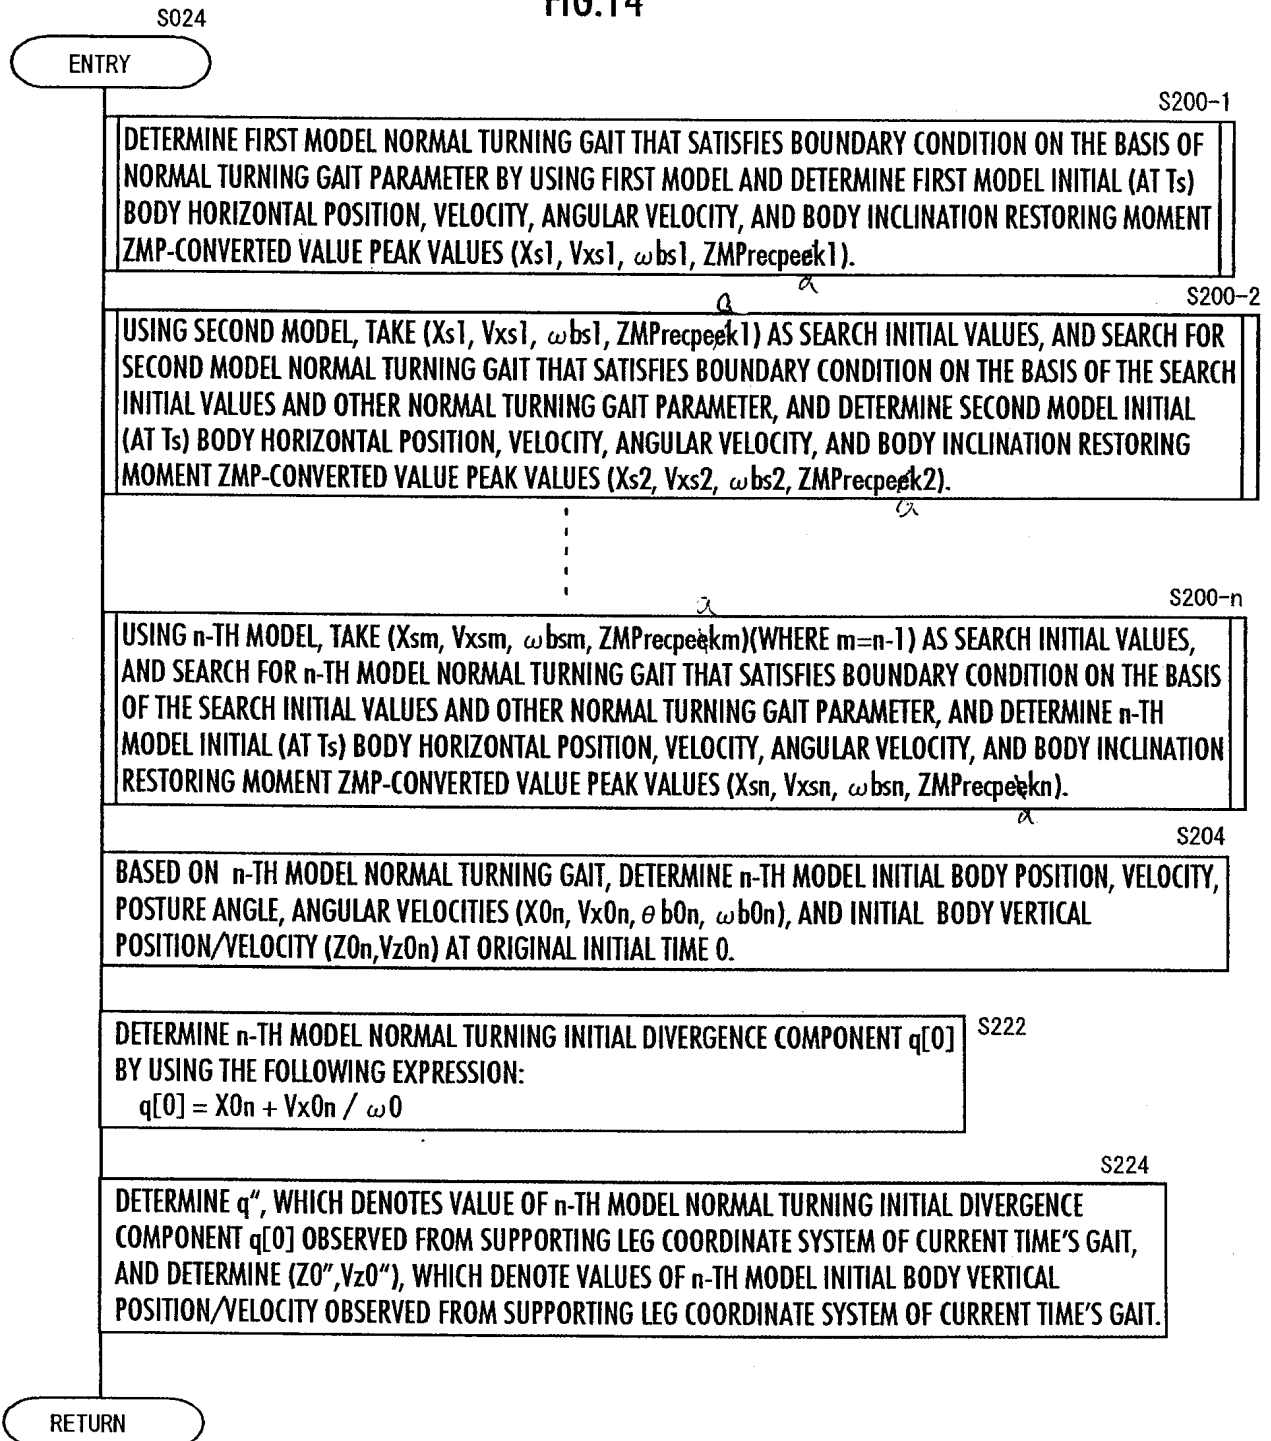 FIG.14
S024
ENTRY
S200-1
DETERMINE FIRST MODEL NORMAL TURNING GAIT THAT SATISFIES BOUNDARY CONDITION ON THE BASIS OF
NORMAL TURNING GAIT PARAMETER BY USING FIRST MODEL AND DETERMINE FIRST MODEL INITIAL (AT Ts)
BODY HORIZONTAL POSITION, VELOCITY, ANGULAR VELOCITY, AND BODY INCLINATION RESTORING MOMENT
ZMP-CONVERTED VALUE PEAK VALUES (Xs1, Vxs1, ωbs1, ZMPrecpeek1).
a
S200-2
a
USING SECOND MODEL, TAKE (Xs1, Vxs1, ωbs1, ZMPrecpeek1) AS SEARCH INITIAL VALUES, AND SEARCH FOR
SECOND MODEL NORMAL TURNING GAIT THAT SATISFIES BOUNDARY CONDITION ON THE BASIS OF THE SEARCH
INITIAL VALUES AND OTHER NORMAL TURNING GAIT PARAMETER, AND DETERMINE SECOND MODEL INITIAL
(AT Ts) BODY HORIZONTAL POSITION, VELOCITY, ANGULAR VELOCITY, AND BODY INCLINATION RESTORING
MOMENT ZMP-CONVERTED VALUE PEAK VALUES (Xs2, Vxs2, ωbs2, ZMPrecpeek2).
a
S200-n
a
USING n-TH MODEL, TAKE (Xsm, Vxsm, ωbsm, ZMPrecpeekm)(WHERE m=n-1) AS SEARCH INITIAL VALUES,
AND SEARCH FOR n-TH MODEL NORMAL TURNING GAIT THAT SATISFIES BOUNDARY CONDITION ON THE BASIS
OF THE SEARCH INITIAL VALUES AND OTHER NORMAL TURNING GAIT PARAMETER, AND DETERMINE n-TH
MODEL INITIAL (AT Ts) BODY HORIZONTAL POSITION, VELOCITY, ANGULAR VELOCITY, AND BODY INCLINATION
RESTORING MOMENT ZMP-CONVERTED VALUE PEAK VALUES (Xsn, Vxsn, ωbsn, ZMPrecpeekn).
a
S204
BASED ON n-TH MODEL NORMAL TURNING GAIT, DETERMINE n-TH MODEL INITIAL BODY POSITION, VELOCITY,
POSTURE ANGLE, ANGULAR VELOCITIES (X0n, Vx0n, θb0n, ωb0n), AND INITIAL BODY VERTICAL
POSITION/VELOCITY (Z0n,Vz0n) AT ORIGINAL INITIAL TIME 0.
S222
DETERMINE n-TH MODEL NORMAL TURNING INITIAL DIVERGENCE COMPONENT q[0]
BY USING THE FOLLOWING EXPRESSION:
q[0] = X0n + Vx0n / ω0
S224
DETERMINE q″, WHICH DENOTES VALUE OF n-TH MODEL NORMAL TURNING INITIAL DIVERGENCE
COMPONENT q[0] OBSERVED FROM SUPPORTING LEG COORDINATE SYSTEM OF CURRENT TIME'S GAIT,
AND DETERMINE (Z0″,Vz0″), WHICH DENOTE VALUES OF n-TH MODEL INITIAL BODY VERTICAL
POSITION/VELOCITY OBSERVED FROM SUPPORTING LEG COORDINATE SYSTEM OF CURRENT TIME'S GAIT.
RETURN